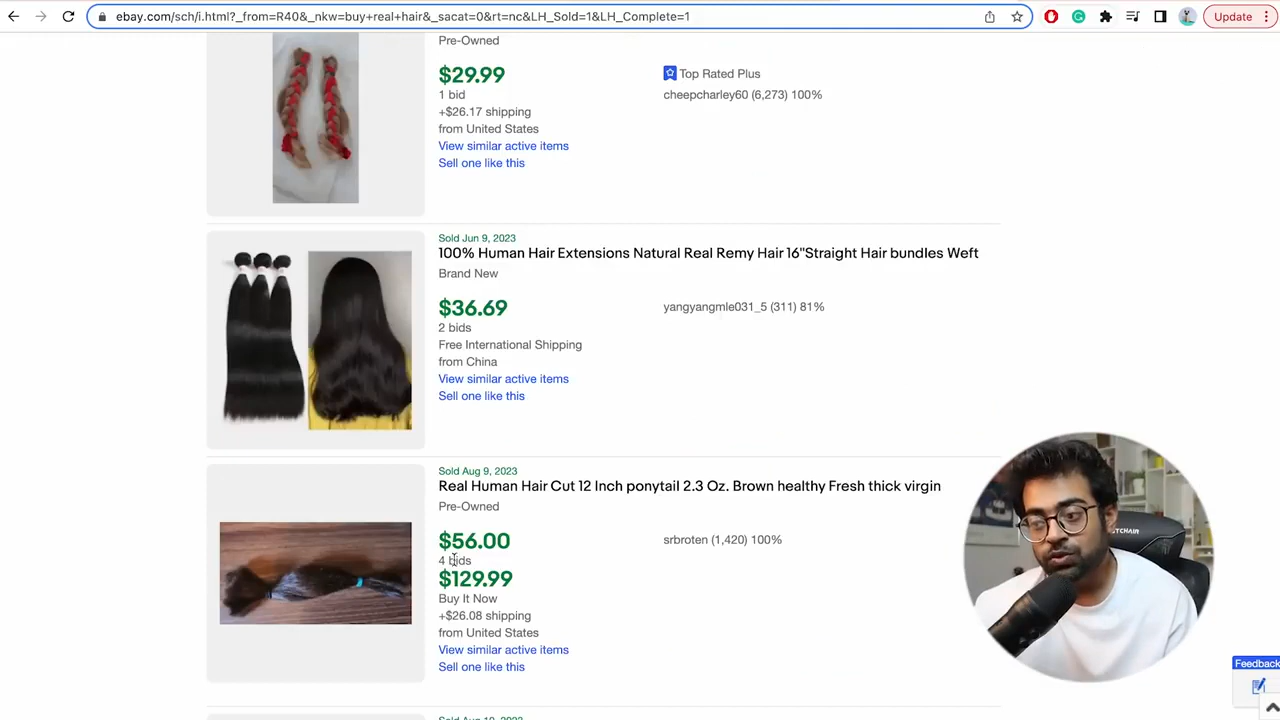 ebay.com/sch/i.html?_from=R40&_nkw=buy+real+hair&_sacat=0&rt=nc&LH_Sold=1&LH_Complete=1
Update
Pre-Owned
$29.99
1 bid
+$26.17 shipping
from United States
View similar active items
Sell one like this
Top Rated Plus
cheepcharley60 (6,273) 100%
Sold Jun 9, 2023
100% Human Hair Extensions Natural Real Remy Hair 16"Straight Hair bundles Weft
Brand New
$36.69
2 bids
Free International Shipping
from China
View similar active items
Sell one like this
yangyangmle031_5 (311) 81%
Sold Aug 9, 2023
Real Human Hair Cut 12 Inch ponytail 2.3 Oz. Brown healthy Fresh thick virgin
Pre-Owned
$56.00
4 bids
$129.99
Buy It Now
+$26.08 shipping
from United States
View similar active items
Sell one like this
srbroten (1,420) 100%
Feedback